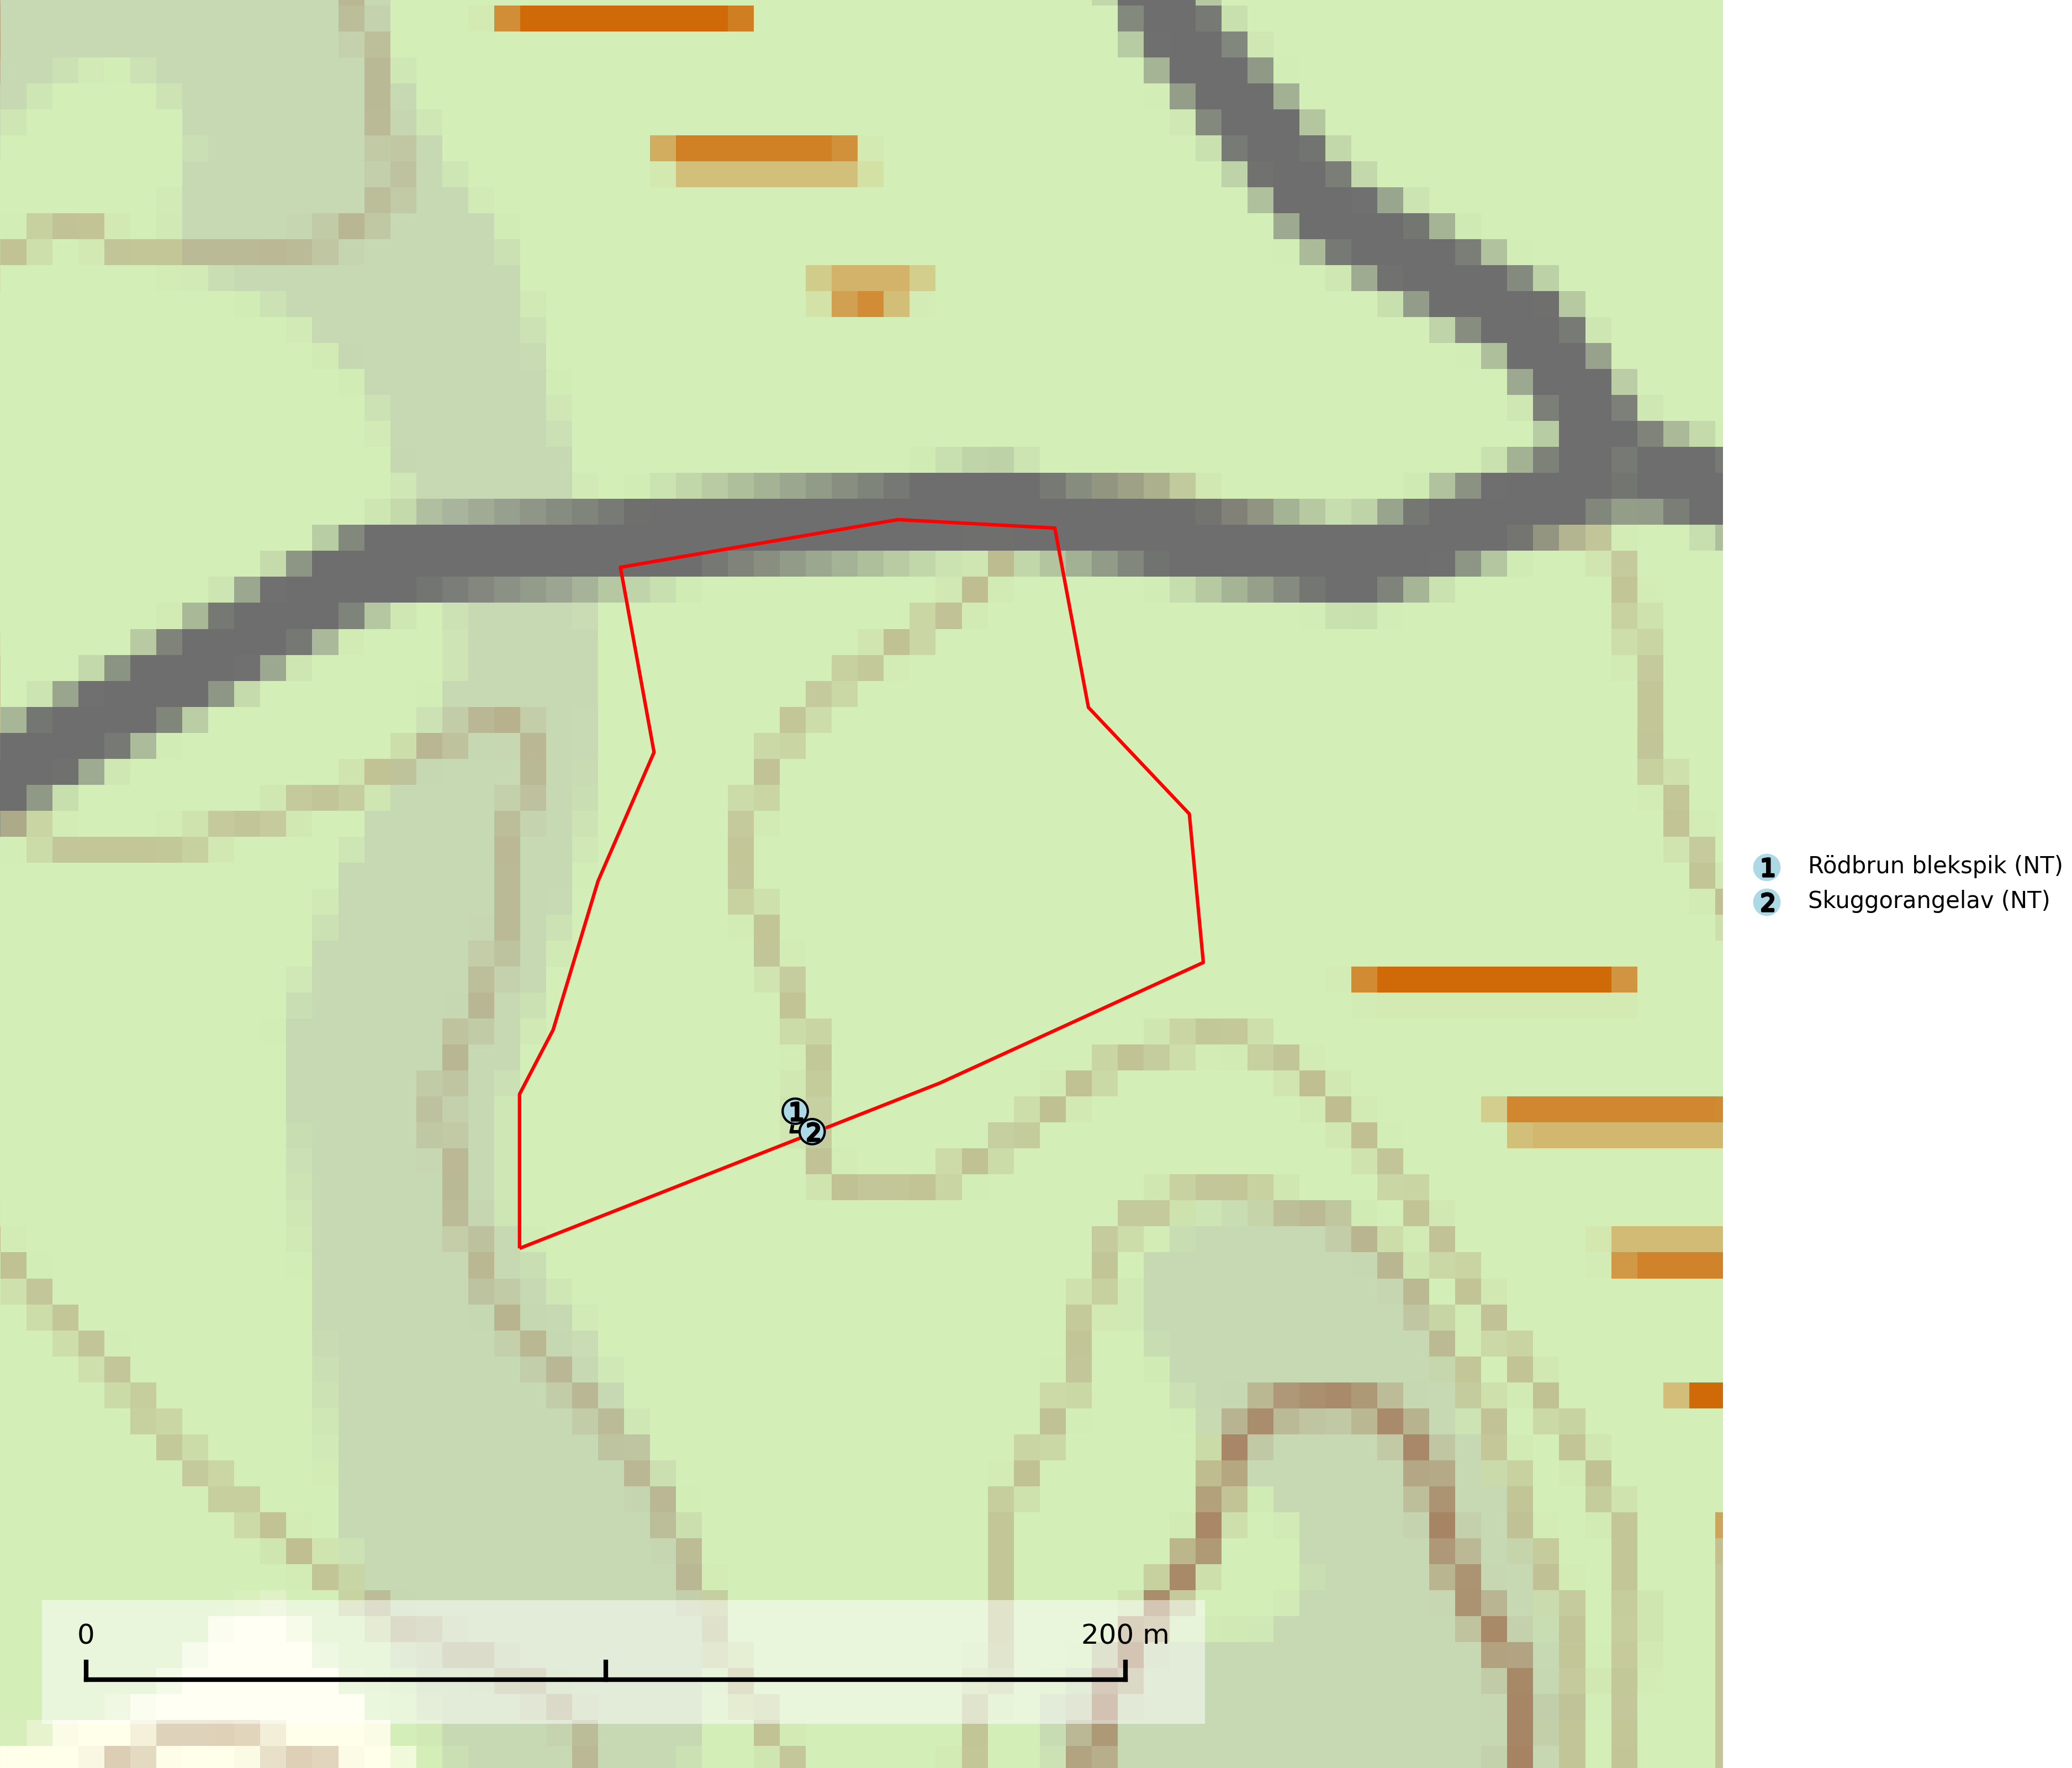 1 Rödbrun blekspik (NT)
2 Skuggorangelav (NT)
1
2
0 200 m